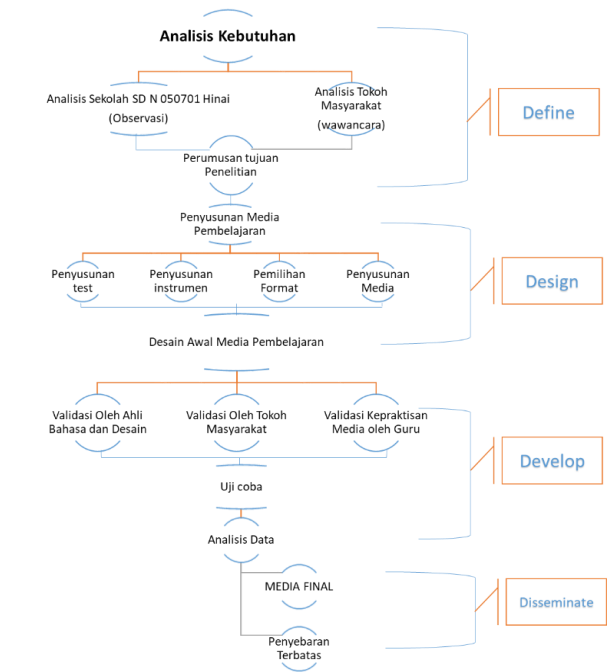 Analisis Kebutuhan
Analisis Sekolah SD N 050701 Hinai
(Observasi)
Analisis Tokoh
Masyarakat
(wawancara)
Define
Perumusan tujuan
Penelitian
Penyusunan Media
Pembelajaran
Penyusunan
test
Penyusunan
instrumen
Pemilihan
Format
Penyusunan
Media
Design
Desain Awal Media Pembelajaran
Validasi Oleh Ahli
Bahasa dan Desain
Validasi Oleh Tokoh
Masyarakat
Validasi Kepraktisan
Media oleh Guru
Develop
Uji coba
Analisis Data
MEDIA FINAL
Disseminate
Penyebaran
Terbatas